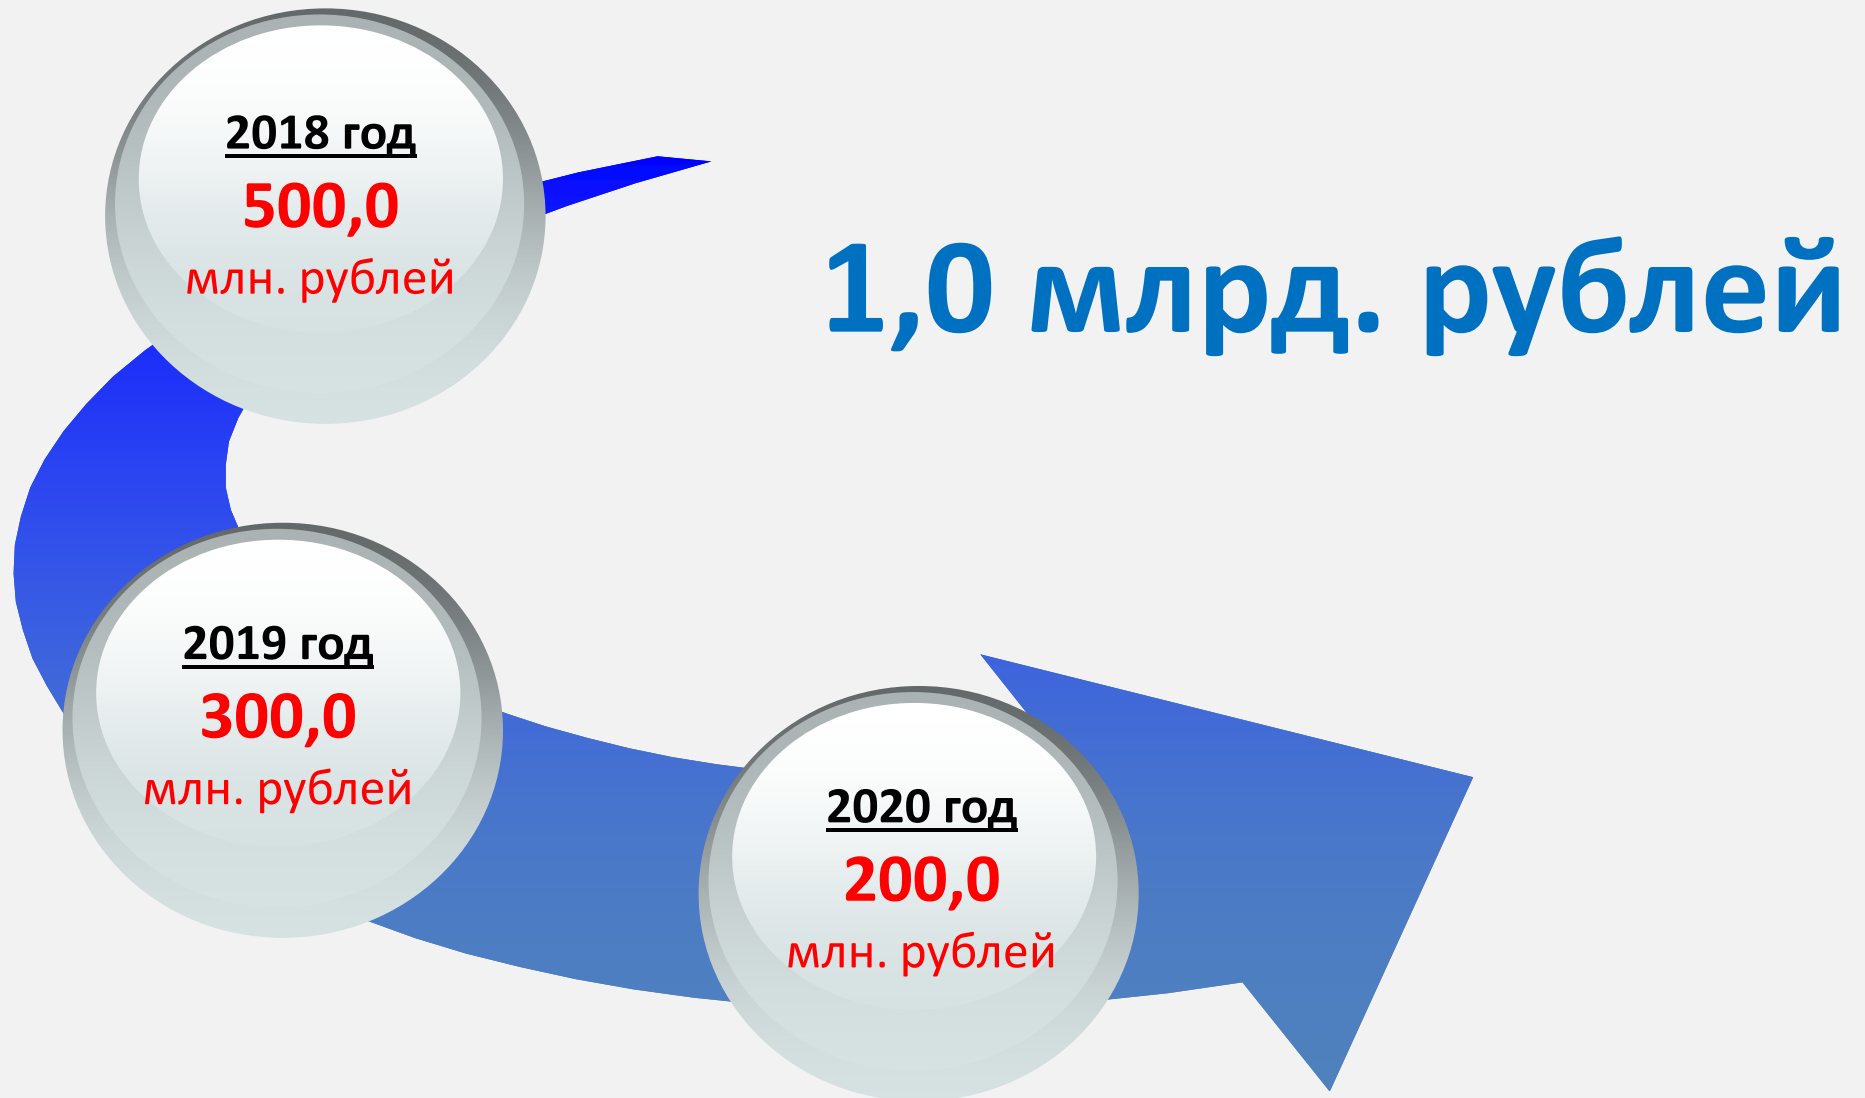 2018 год
500,0
млн. рублей
1,0 млрд. рублей
2019 год
300,0
млн. рублей
2020 год
200,0
млн. рублей